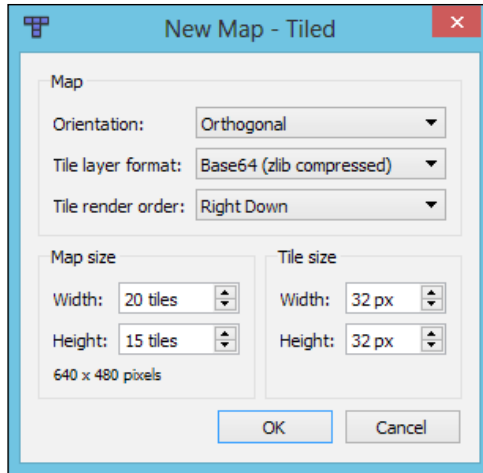 New Map - Tiled
Map
Orientation: Orthogonal
Tile layer format: Base64 (zlib compressed)
Tile render order: Right Down
Map size Tile size
Width: 20 tiles Width: 32 px
Height: 15 tiles Height: 32 px
640 x 480 pixels
OK Cancel